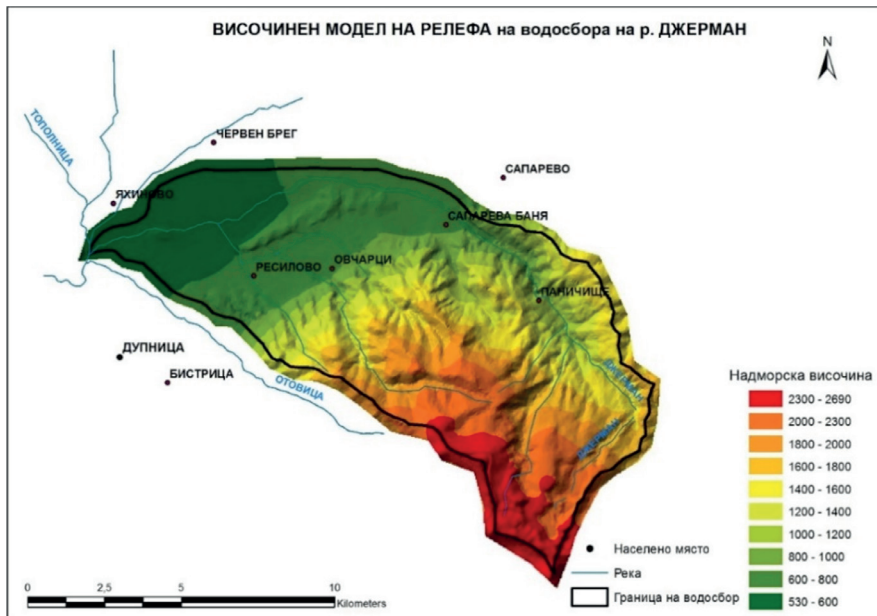 ВИСОЧИНЕН МОДЕЛ НА РЕЛЕФА на водосбора на р. ДЖЕРМАН
N
ТОПОЛНИЦА
ЧЕРВЕН БРЕГ
САПАРЕВО
ЯХИНОВО
САПАРЕВА БАНЯ
ОВЧАРЦИ
РЕСИЛОВО
ПАНИЧИЩЕ
ДУПНИЦА
БИСТРИЦА
ОТОВИЦА
ДЖЕРМАН
ДЖЕРМАН
Надморска височина
2300 - 2690
2000 - 2300
1800 - 2000
1600 - 1800
1400 - 1600
1200 - 1400
1000 - 1200
800 - 1000
600 - 800
530 - 600
Населено място
Река
Граница на водосбор
0 2,5 5 10
Kilometers